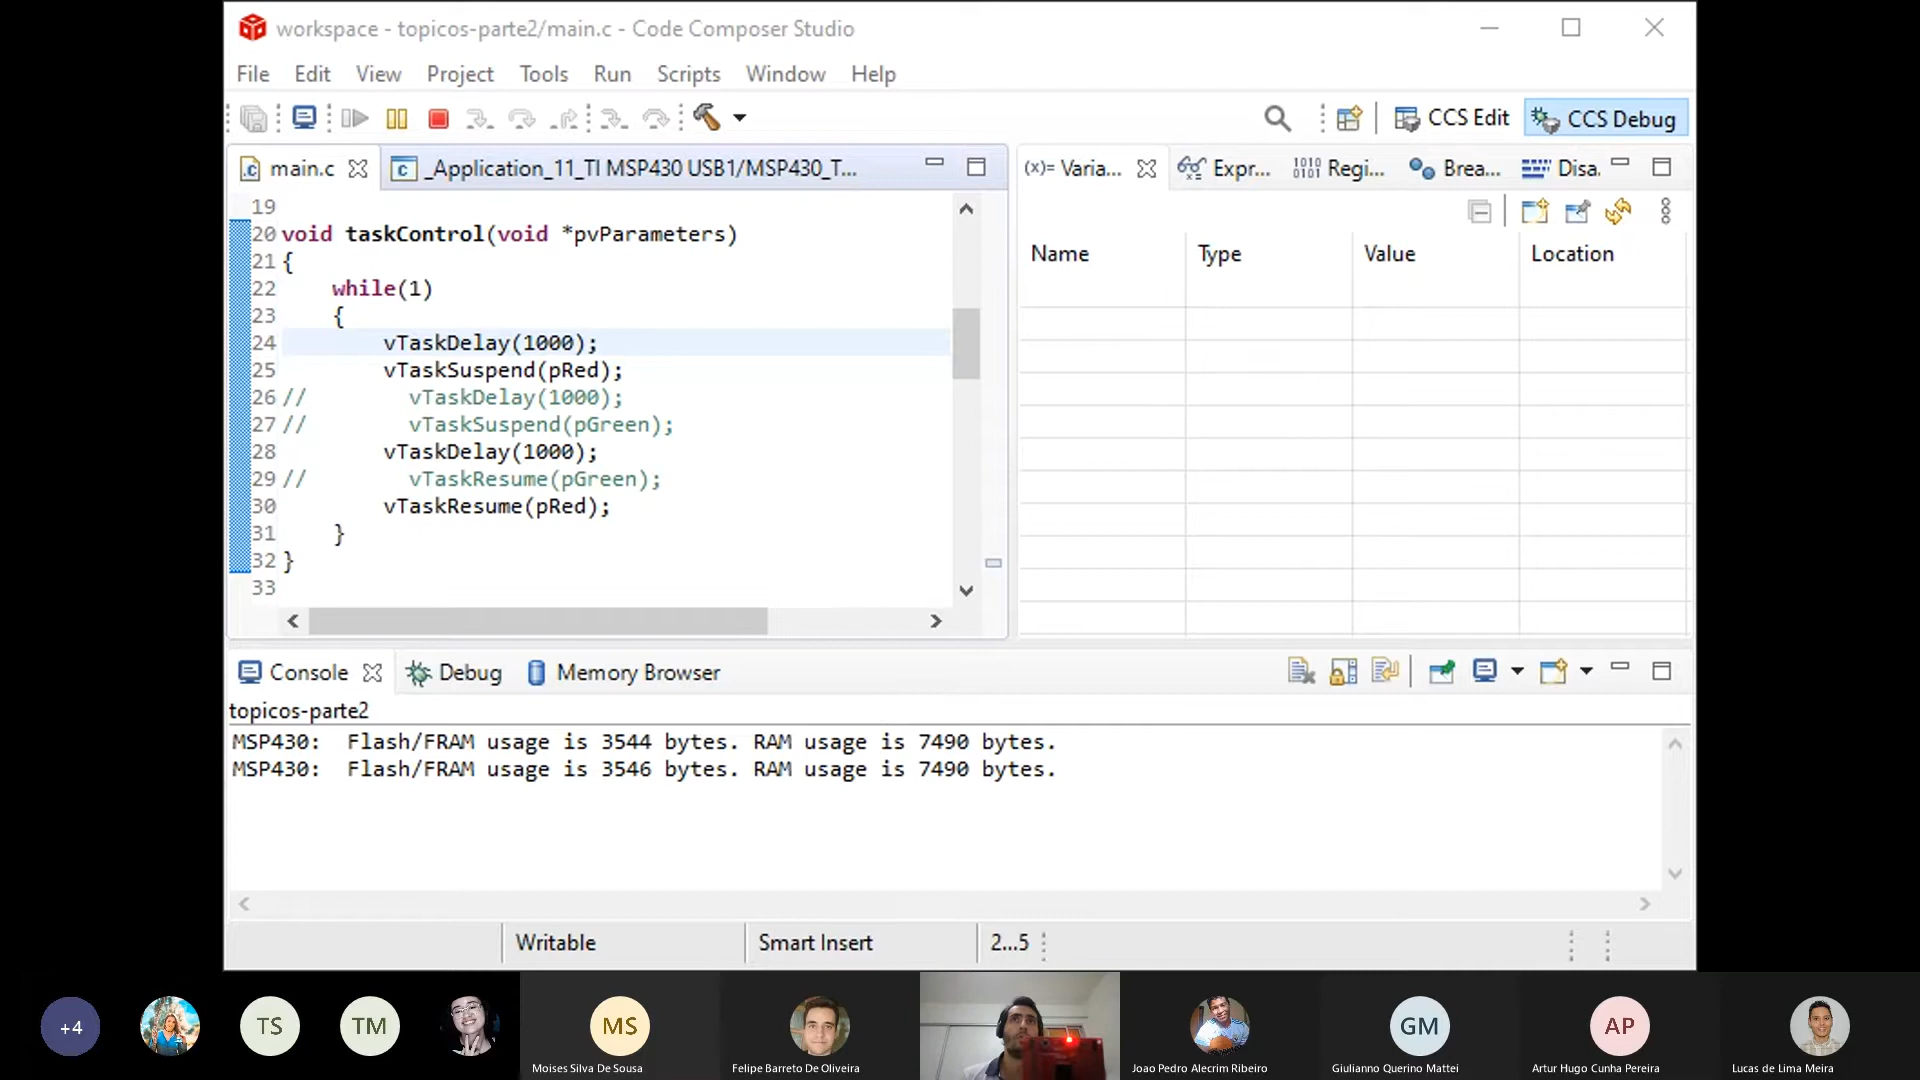 workspace - topicos-parte2/main.c - Code Composer Studio
File Edit View Project Tools Run Scripts Window Help
CCS Edit CCS Debug
main.c _Application_11_TI MSP430 USB1/MSP430_T...
(x)= Varia... Expr... Regi... Brea... Disa.
19
20 void taskControl(void *pvParameters)
21 {
22 while(1)
23 {
24 vTaskDelay(1000);
25 vTaskSuspend(pRed);
26 // vTaskDelay(1000);
27 // vTaskSuspend(pGreen);
28 vTaskDelay(1000);
29 // vTaskResume(pGreen);
30 vTaskResume(pRed);
31 }
32 }
33
Name Type Value Location
Console Debug Memory Browser
topicos-parte2
MSP430: Flash/FRAM usage is 3544 bytes. RAM usage is 7490 bytes.
MSP430: Flash/FRAM usage is 3546 bytes. RAM usage is 7490 bytes.
Writable Smart Insert 2...5
+4 TS TM MS GM AP
Moises Silva De Sousa Felipe Barreto De Oliveira Joao Pedro Alecrim Ribeiro Giulianno Querino Mattei Artur Hugo Cunha Pereira Lucas de Lima Meira